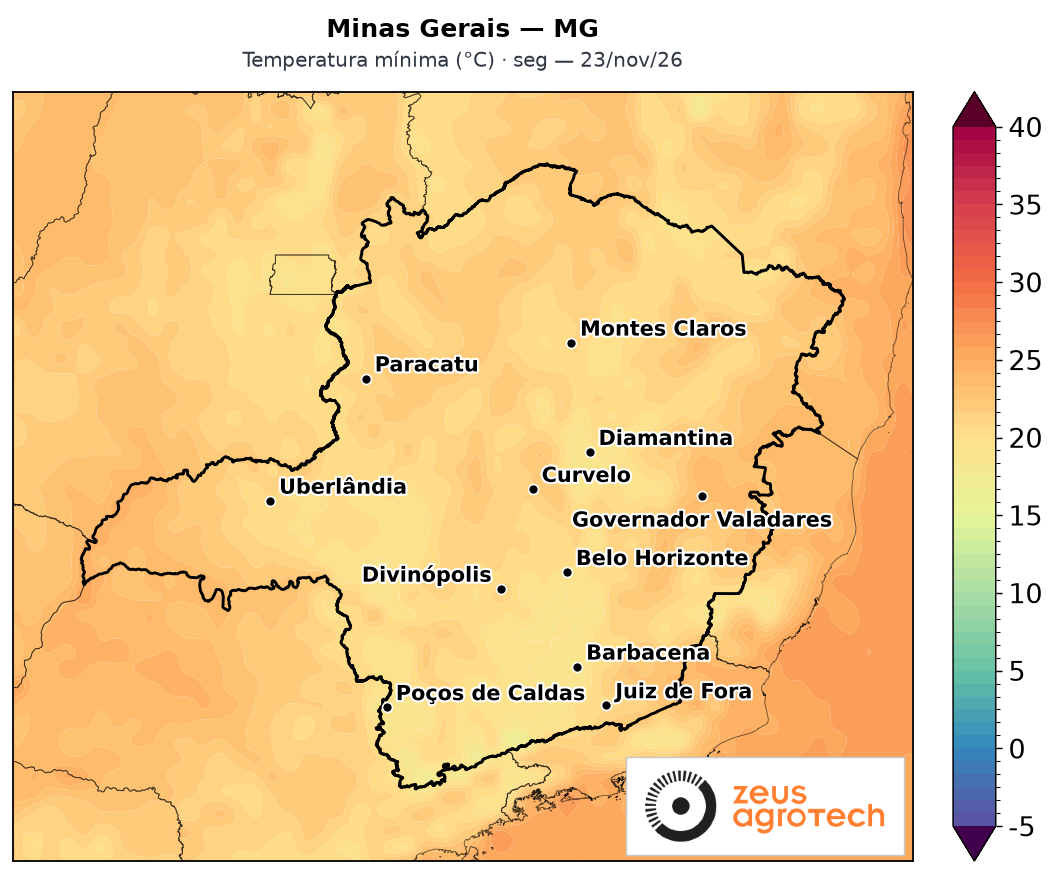 Minas Gerais — MG
Temperatura mínima (°C) · seg — 23/nov/26
40
35
30
25
20
15
10
5
0
-5
Montes Claros
Paracatu
Diamantina
Curvelo
Uberlândia
Governador Valadares
Belo Horizonte
Divinópolis
Barbacena
Poços de Caldas
Juiz de Fora
zeus
agrotech